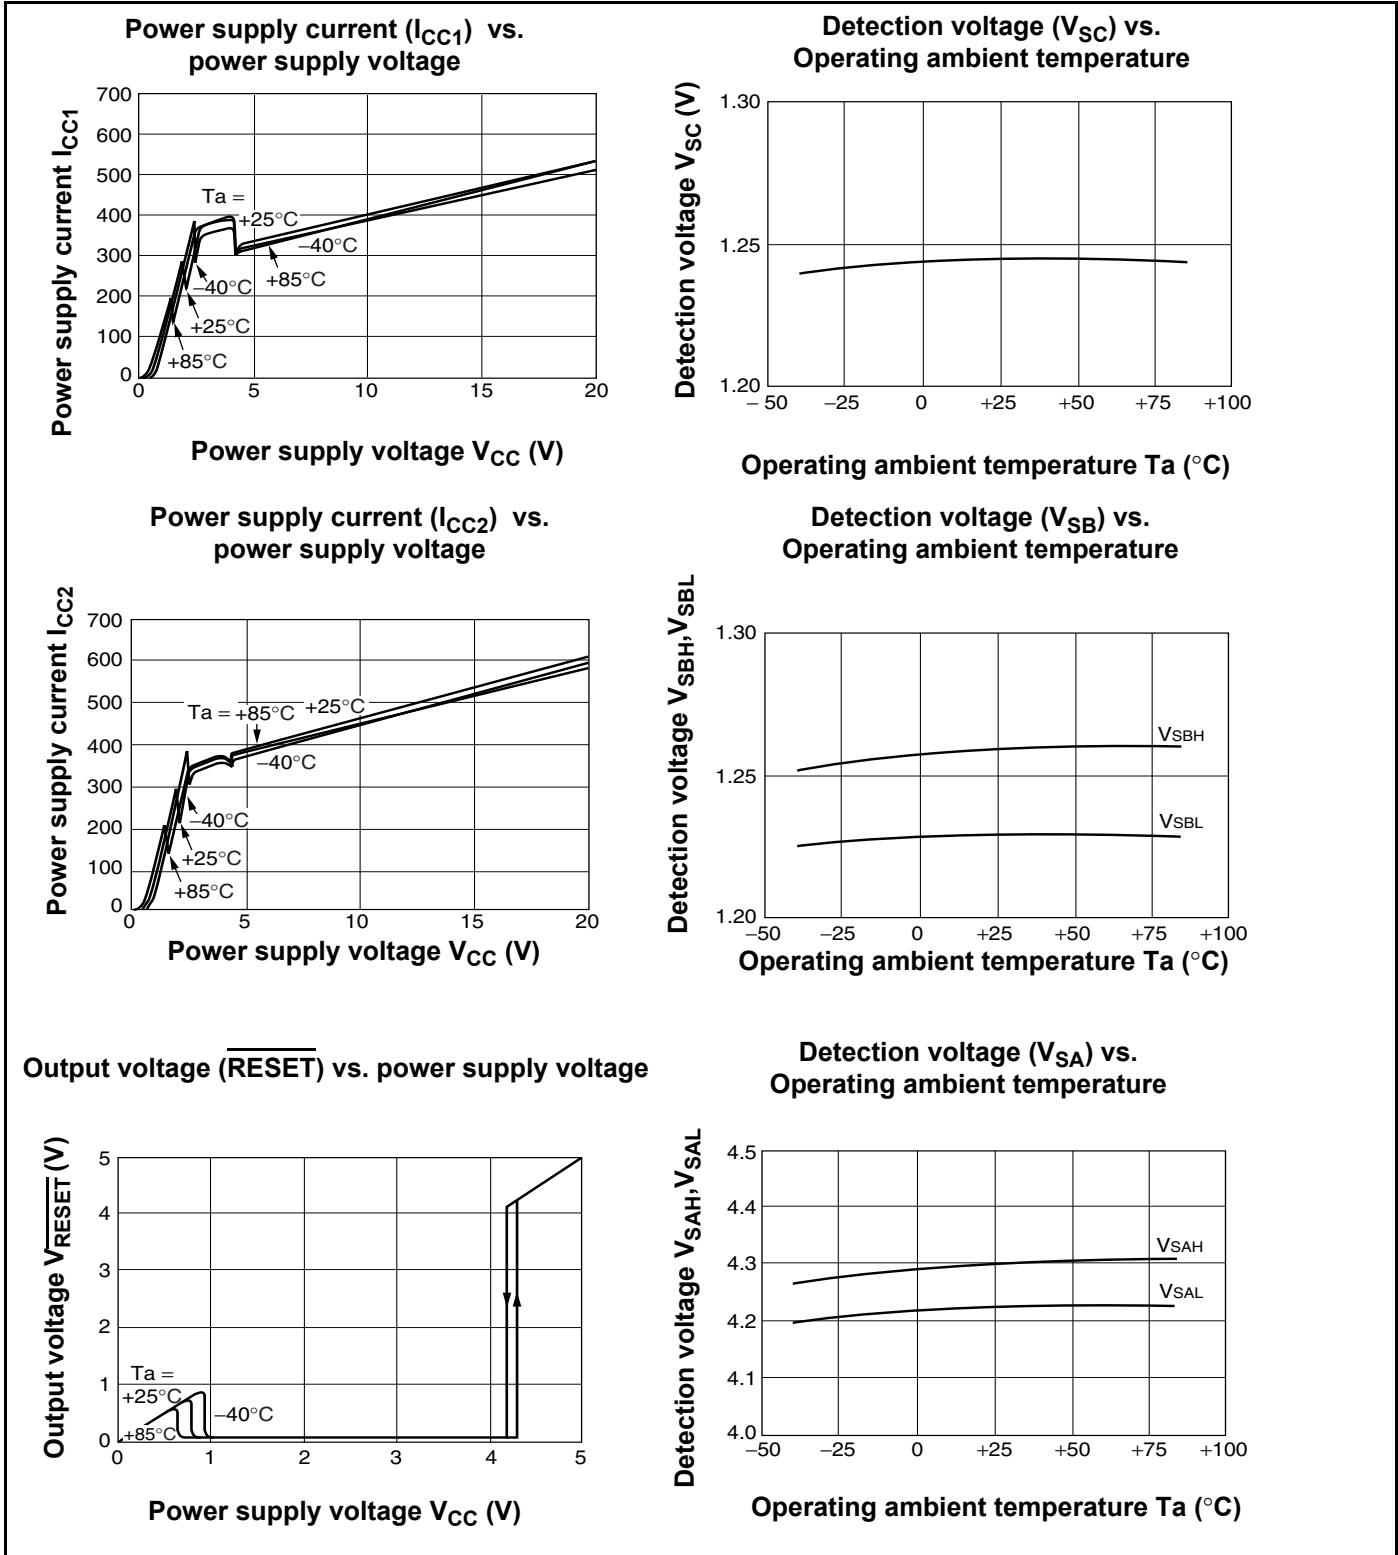 Power supply current (ICC1) vs.
power supply voltage
Power supply current ICC1
700
600
500
400
300
200
100
0
Ta =
+25°C
−40°C
+85°C
−40°C
+25°C
+85°C
0 5 10 15 20
Power supply voltage VCC (V)
Detection voltage (VSC) vs.
Operating ambient temperature
Detection voltage VSC (V)
1.30
1.25
1.20
− 50 −25 0 +25 +50 +75 +100
Operating ambient temperature Ta (°C)
Power supply current (ICC2) vs.
power supply voltage
Power supply current ICC2
700
600
500
400
300
200
100
0
Ta = +85°C +25°C
−40°C
−40°C
+25°C
+85°C
0 5 10 15 20
Power supply voltage VCC (V)
Detection voltage (VSB) vs.
Operating ambient temperature
Detection voltage VSBH,VSBL
1.30
1.25
1.20
VSBH
VSBL
−50 −25 0 +25 +50 +75 +100
Operating ambient temperature Ta (°C)
Output voltage (RESET) vs. power supply voltage
Output voltage VRESET (V)
5
4
3
2
1
0
Ta =
+25°C
−40°C
+85°C
0 1 2 3 4 5
Power supply voltage VCC (V)
Detection voltage (VSA) vs.
Operating ambient temperature
Detection voltage VSAH,VSAL
4.5
4.4
4.3
4.2
4.1
4.0
VSAH
VSAL
−50 −25 0 +25 +50 +75 +100
Operating ambient temperature Ta (°C)